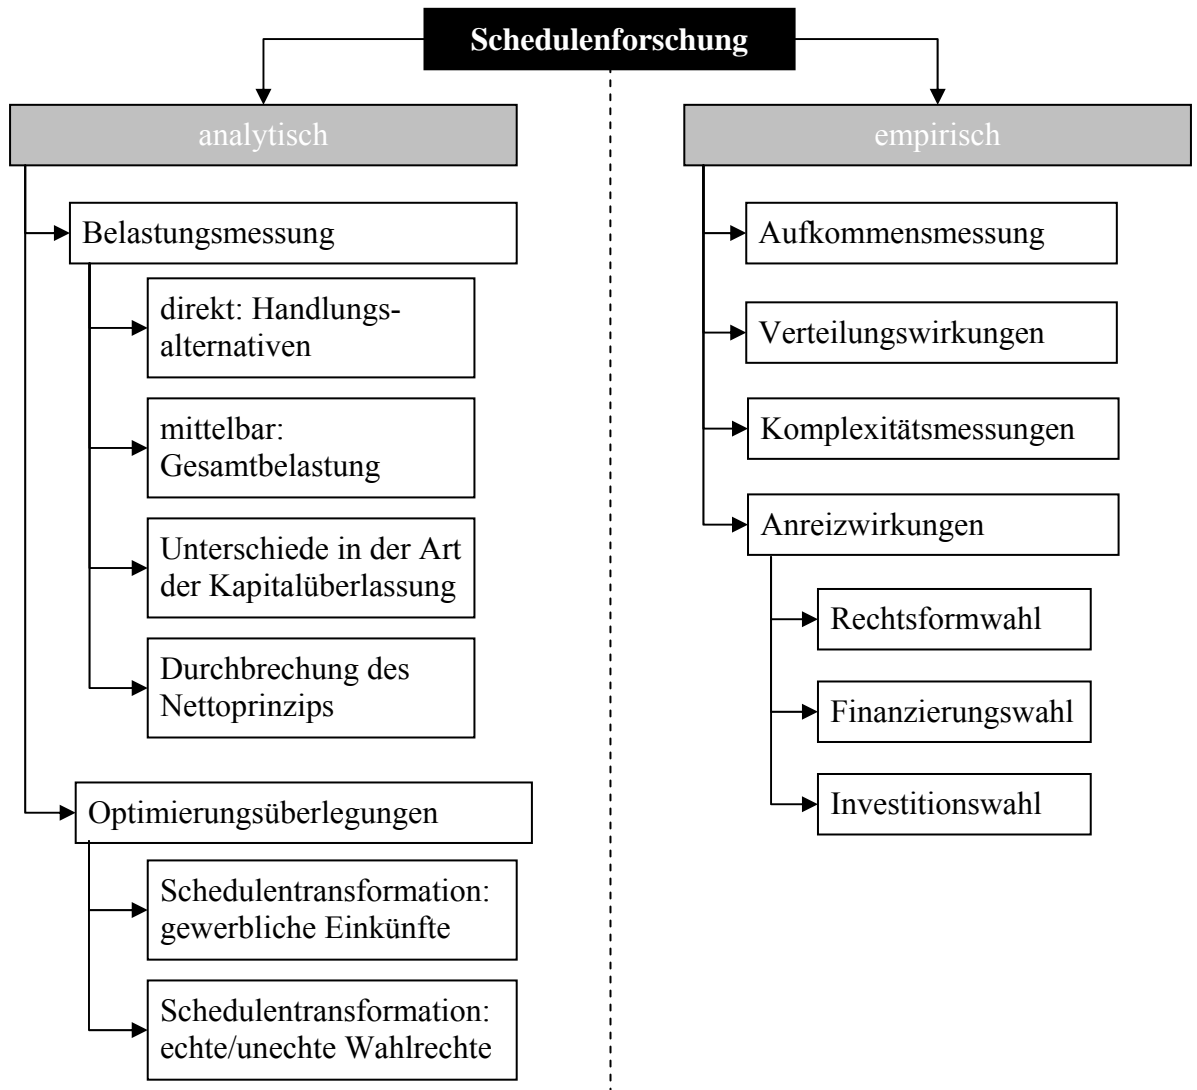 Schedulenforschung
analytisch
Belastungsmessung
direkt: Handlungs-
alternativen
mittelbar:
Gesamtbelastung
Unterschiede in der Art
der Kapitalüberlassung
Durchbrechung des
Nettoprinzips
Optimierungsüberlegungen
Schedulentransformation:
gewerbliche Einkünfte
Schedulentransformation:
echte/unechte Wahlrechte
empirisch
Aufkommensmessung
Verteilungswirkungen
Komplexitätsmessungen
Anreizwirkungen
Rechtsformwahl
Finanzierungswahl
Investitionswahl